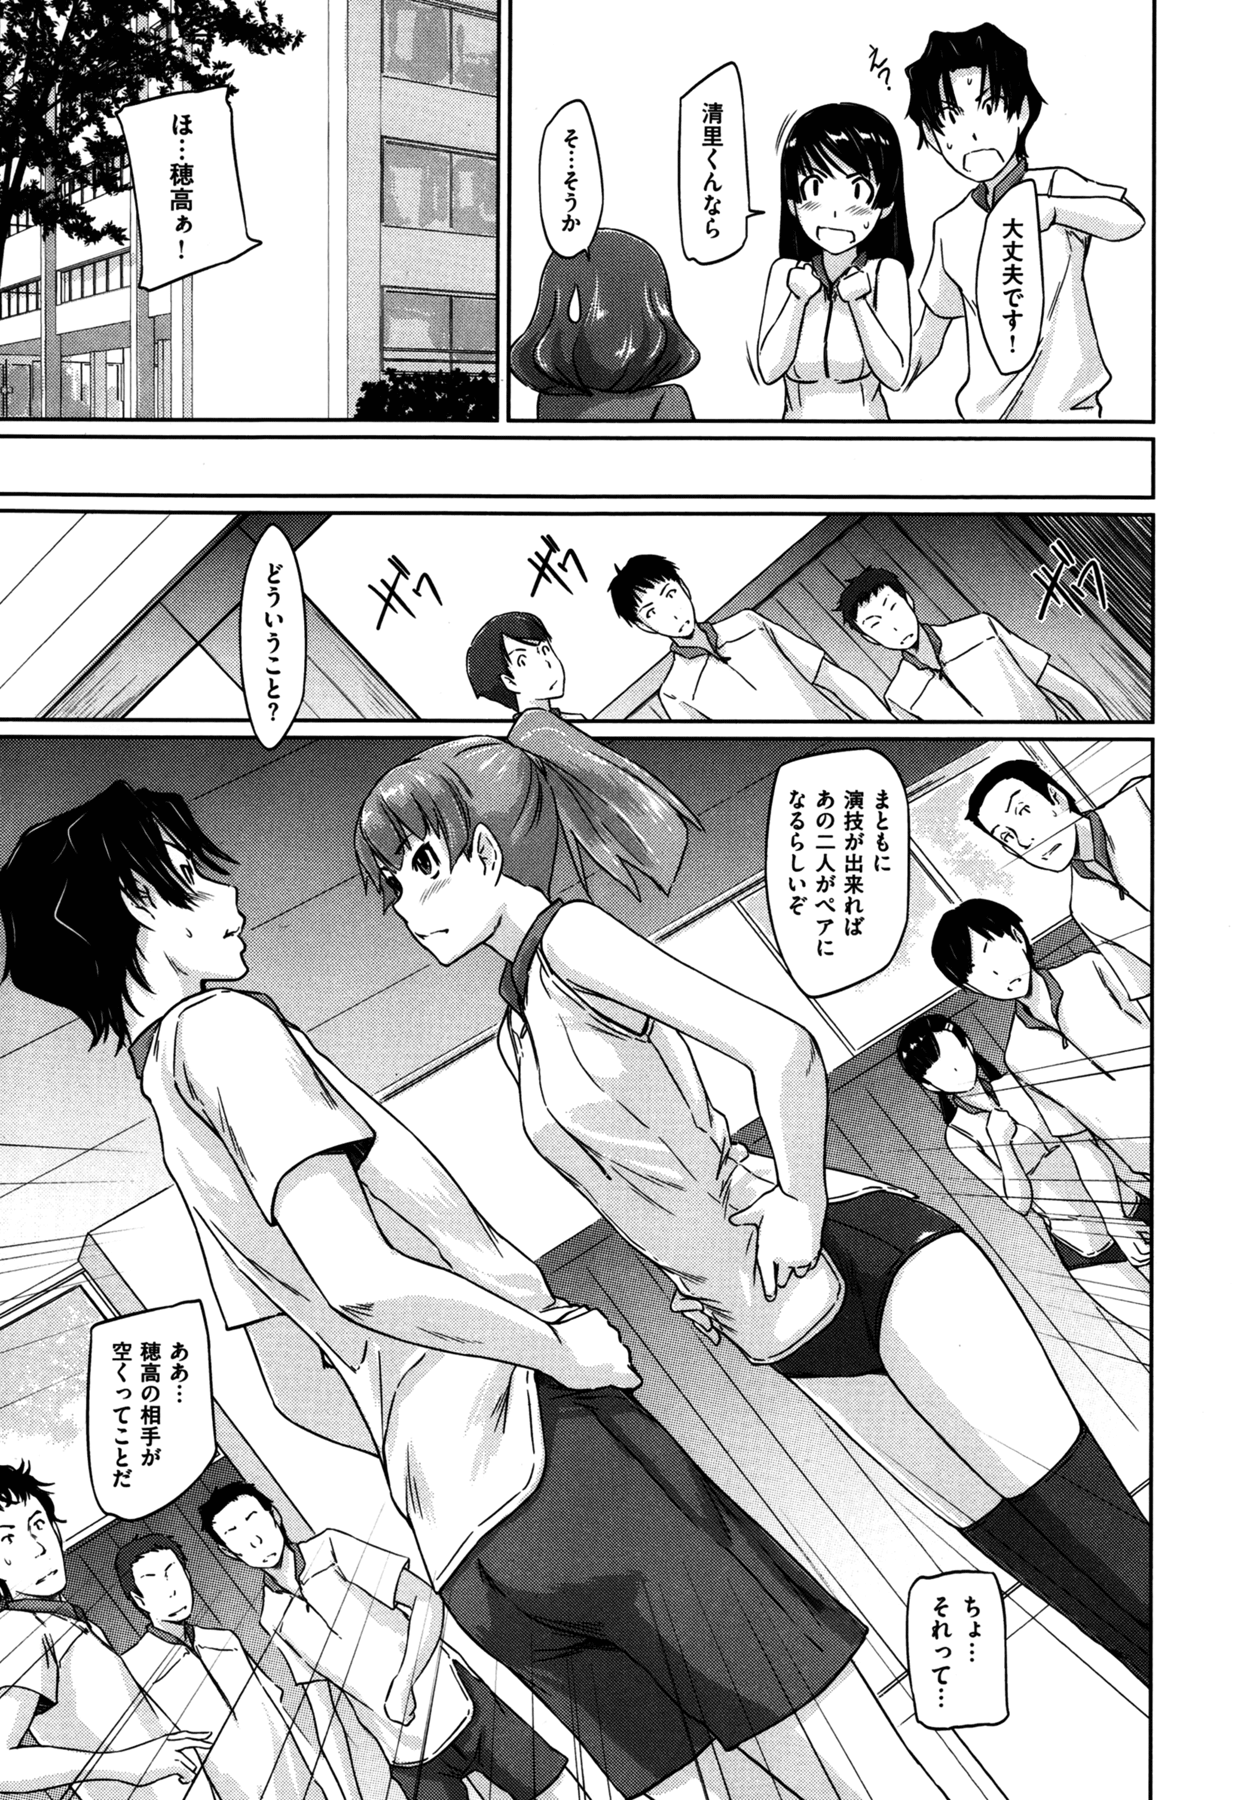 え？
大丈夫です！
清里くんなら
そ…そうか
ほ…穂高ぁ！
ザワ
ザワ
ザワ
どういうこと？
まともに
演技が出来れば
あの二人がペアに
なるらしいぞ
ああ…
穂高の相手が
空くってことだ
ちょ…
それって…